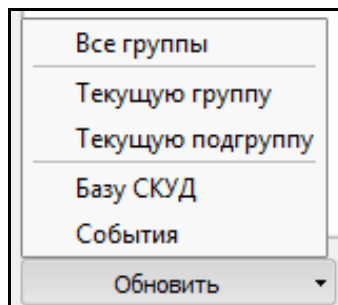 Все группы
Текущую группу
Текущую подгруппу
Базу СКУД
События
Обновить